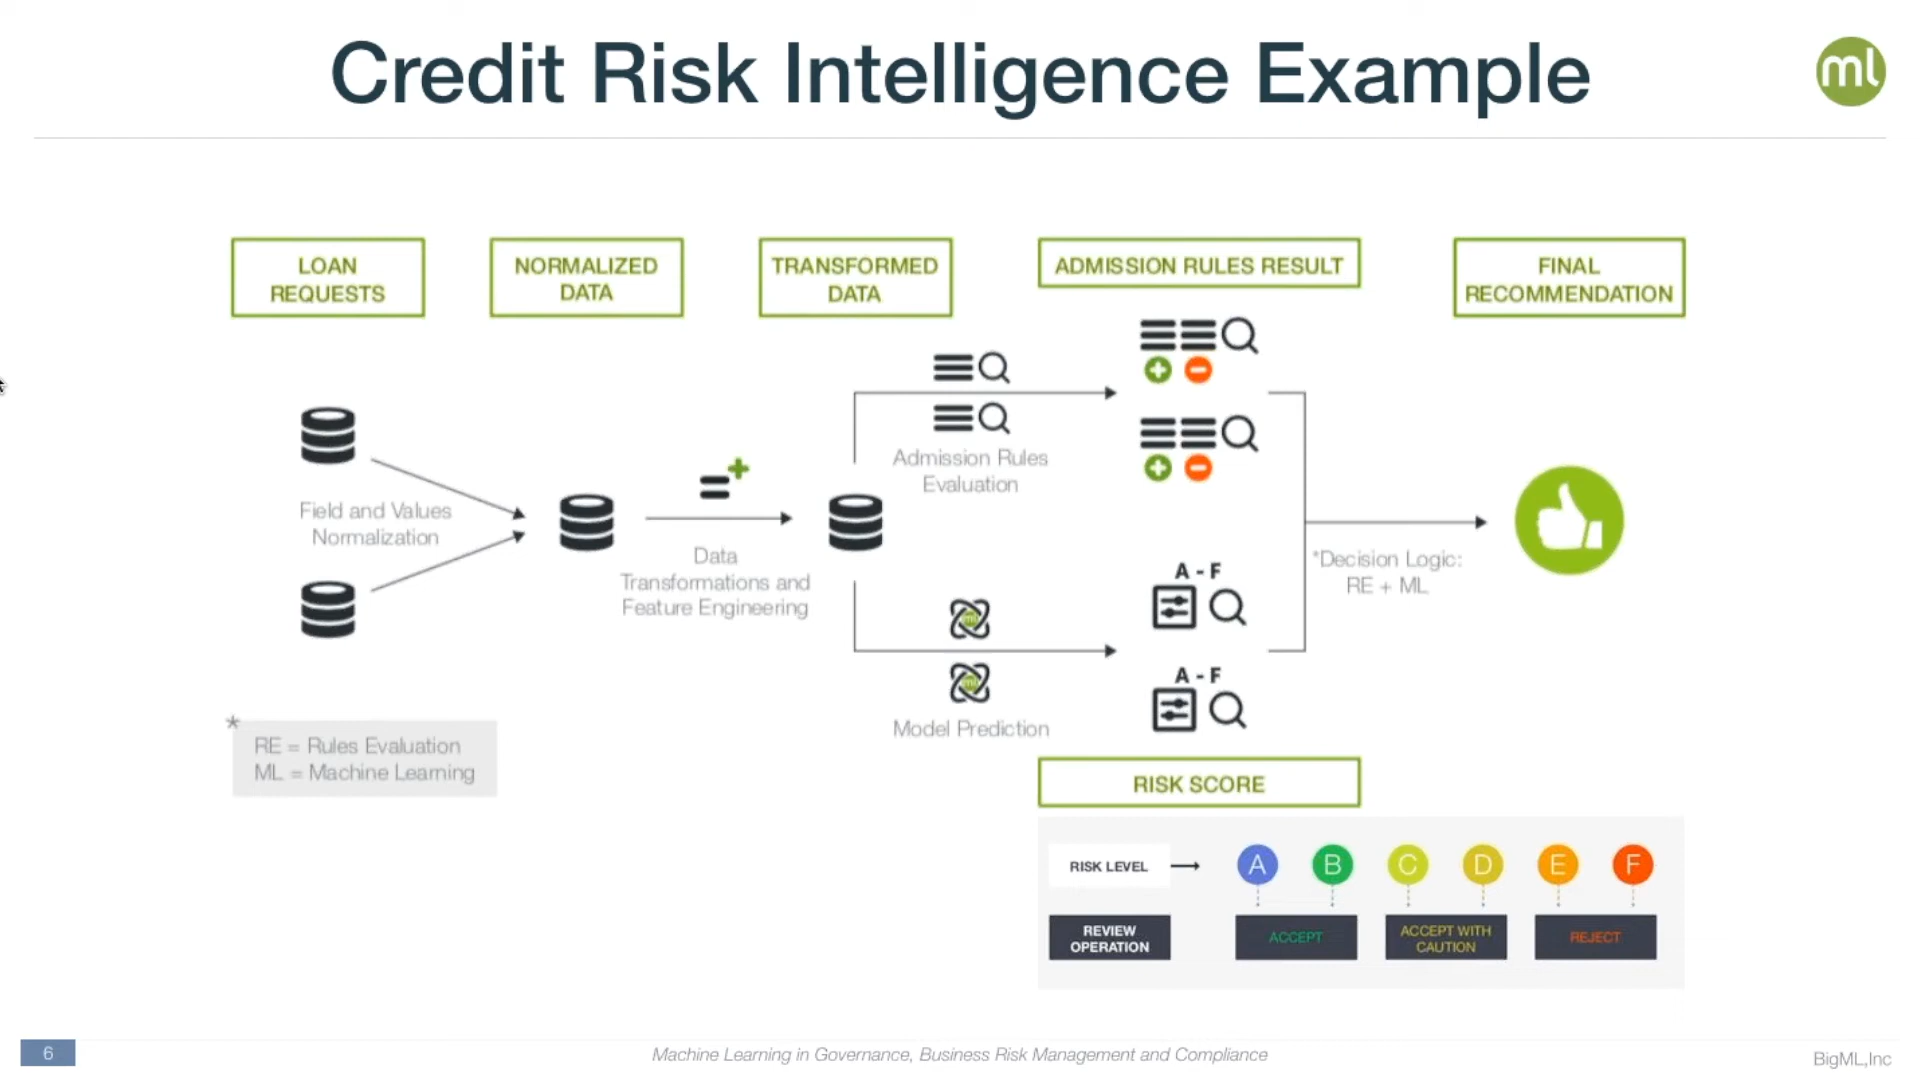 Credit Risk Intelligence Example
ml
LOAN
REQUESTS
NORMALIZED
DATA
TRANSFORMED
DATA
ADMISSION RULES RESULT
FINAL
RECOMMENDATION
Field and Values
Normalization
Data
Transformations and
Feature Engineering
Admission Rules
Evaluation
ml
ml
Model Prediction
A - F
A - F
*Decision Logic:
RE + ML
*
RE = Rules Evaluation
ML = Machine Learning
RISK SCORE
RISK LEVEL
A B C D E F
REVIEW
OPERATION
ACCEPT
ACCEPT WITH
CAUTION
REJECT
6
Machine Learning in Governance, Business Risk Management and Compliance
BigML,Inc